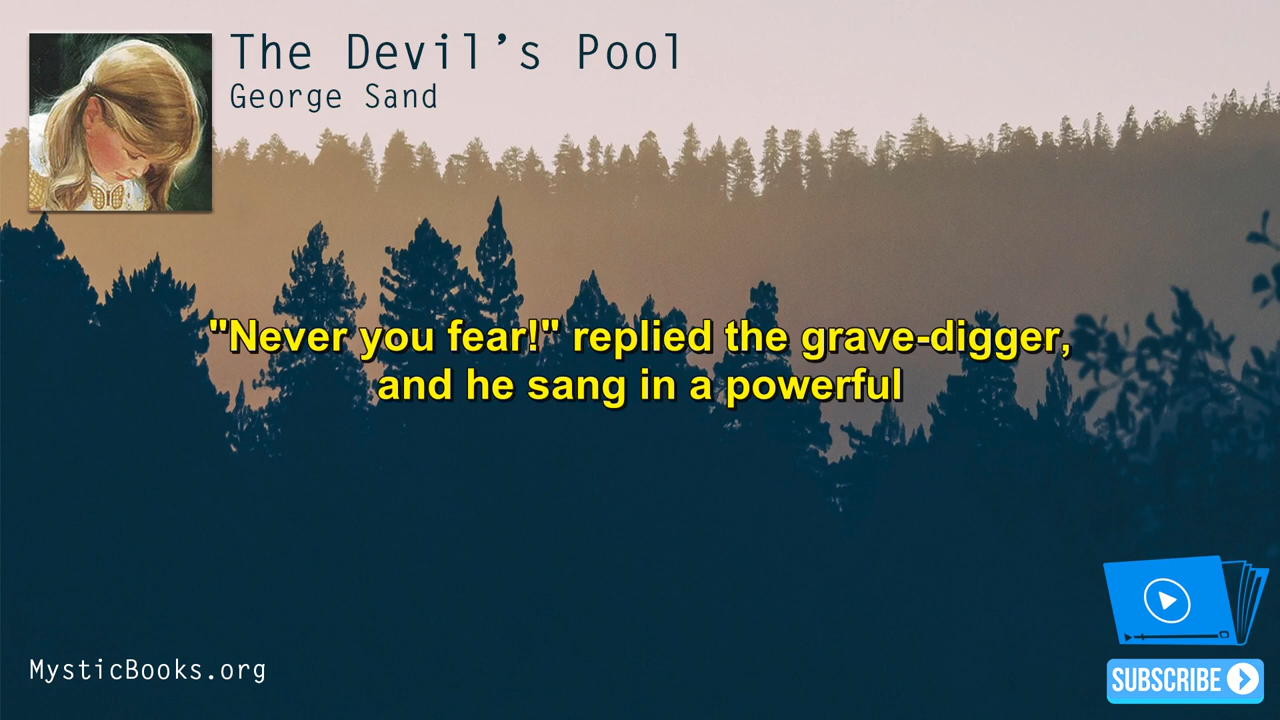 The Devil's Pool
George Sand
"Never you fear!" replied the grave-digger,
and he sang in a powerful
MysticBooks.org
SUBSCRIBE